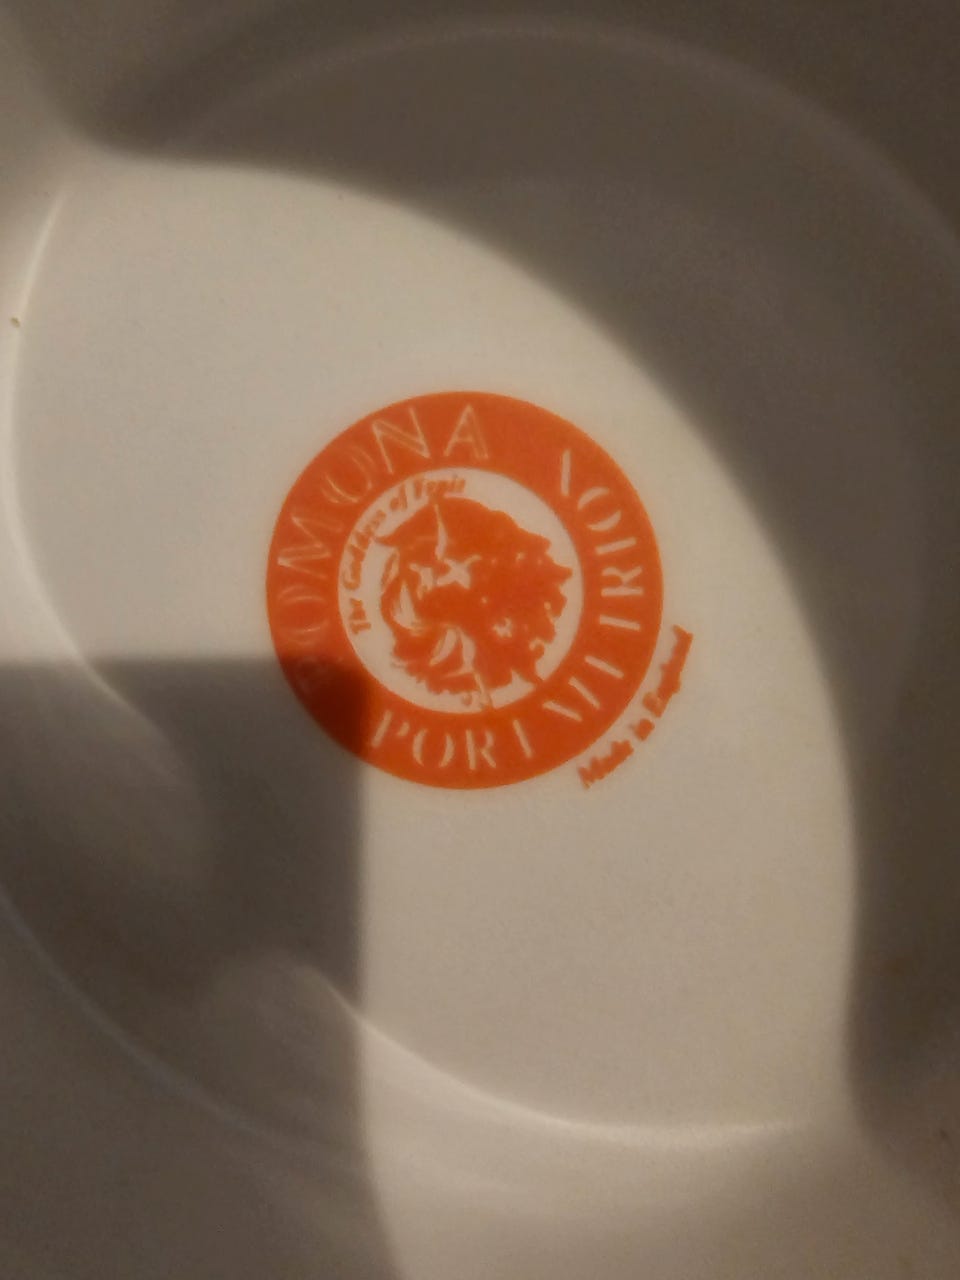 POMONA
The Goddess of Fruit
PORTMEIRION
Made in England